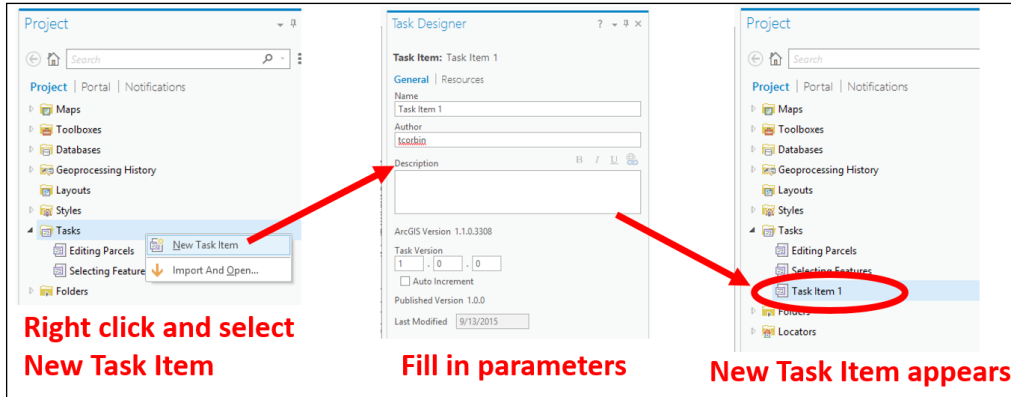 Project
Search
Project | Portal | Notifications
Maps
Toolboxes
Databases
Geoprocessing History
Layouts
Styles
Tasks
Editing Parcels
Selecting Feature
Folders
New Task Item
Import And Open...
Right click and select
New Task Item
Task Designer
Task Item: Task Item 1
General | Resources
Name
Task Item 1
Author
tcorbin
Description
B I U
ArcGIS Version 1.1.0.3308
Task Version
1 . 0 . 0
Auto Increment
Published Version 1.0.0
Last Modified 9/13/2015
Fill in parameters
Project
Search
Project | Portal | Notifications
Maps
Toolboxes
Databases
Geoprocessing History
Layouts
Styles
Tasks
Editing Parcels
Selecting Features
Task Item 1
Folders
Locators
New Task Item appears